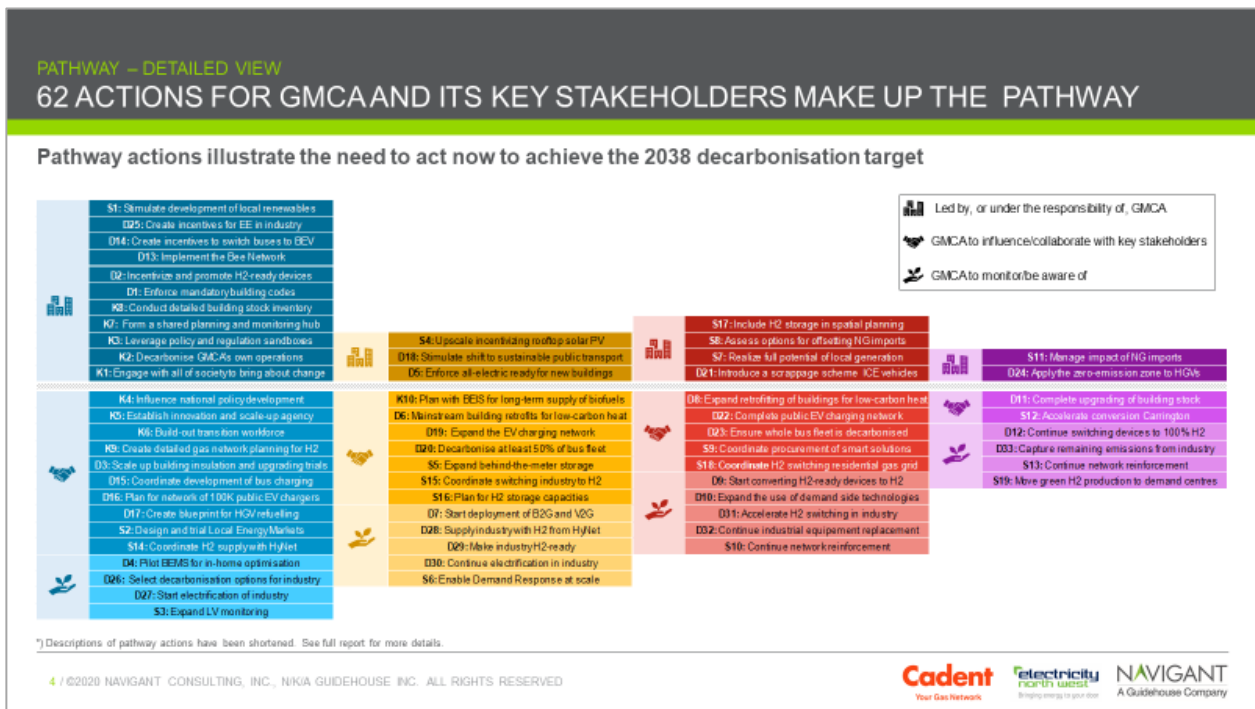 PATHWAY – DETAILED VIEW
62 ACTIONS FOR GMCA AND ITS KEY STAKEHOLDERS MAKE UP THE PATHWAY
Pathway actions illustrate the need to act now to achieve the 2038 decarbonisation target
Led by, or under the responsibility of, GMCA
GMCA to influence/collaborate with key stakeholders
GMCA to monitor/be aware of
S1: Stimulate development of local renewables
D25: Create incentives for EE in industry
D14: Create incentives to switch buses to BEV
D13: Implement the Bee Network
D2: Incentivize and promote H2-ready devices
D1: Enforce mandatory building codes
K8: Conduct detailed building stock inventory
K7: Form a shared planning and monitoring hub
K3: Leverage policy and regulation sandboxes
K2: Decarbonise GMCA's own operations
K1: Engage with all of society to bring about change
K4: Influence national policy development
K5: Establish innovation and scale-up agency
K6: Build-out transition workforce
K9: Create detailed gas network planning for H2
D3: Scale up building insulation and upgrading trials
D15: Coordinate development of bus charging
D16: Plan for network of 100K public EV chargers
D17: Create blueprint for HGV refuelling
S2: Design and trial Local Energy Markets
S14: Coordinate H2 supply with HyNet
D4: Pilot BEMS for in-home optimisation
D26: Select decarbonisation options for industry
D27: Start electrification of industry
S3: Expand LV monitoring
S4: Upscale incentivizing rooftop solar PV
D18: Stimulate shift to sustainable public transport
D5: Enforce all-electric ready for new buildings
K10: Plan with BEIS for long-term supply of biofuels
D6: Mainstream building retrofits for low-carbon heat
D19: Expand the EV charging network
D20: Decarbonise at least 50% of bus fleet
S5: Expand behind-the-meter storage
S15: Coordinate switching industry to H2
S16: Plan for H2 storage capacities
D7: Start deployment of B2G and V2G
D28: Supply industry with H2 from HyNet
D29: Make industry H2-ready
D30: Continue electrification in industry
S6: Enable Demand Response at scale
S17: Include H2 storage in spatial planning
S8: Assess options for offsetting NG imports
S7: Realize full potential of local generation
D21: Introduce a scrappage scheme ICE vehicles
D8: Expand retrofitting of buildings for low-carbon heat
D22: Complete public EV charging network
D23: Ensure whole bus fleet is decarbonised
S9: Coordinate procurement of smart solutions
S18: Coordinate H2 switching residential gas grid
D9: Start converting H2-ready devices to H2
D10: Expand the use of demand side technologies
D31: Accelerate H2 switching in industry
D32: Continue industrial equipement replacement
S10: Continue network reinforcement
S11: Manage impact of NG imports
D24: Apply the zero-emission zone to HGVs
D11: Complete upgrading of building stock
S12: Accelerate conversion Carrington
D12: Continue switching devices to 100% H2
D33: Capture remaining emissions from industry
S13: Continue network reinforcement
S19: Move green H2 production to demand centres
*) Descriptions of pathway actions have been shortened. See full report for more details.
4 / ©2020 NAVIGANT CONSULTING, INC., N/K/A GUIDEHOUSE INC. ALL RIGHTS RESERVED
Cadent
Your Gas Network
electricity
north west
Bringing energy to your door
NAVIGANT
A Guidehouse Company